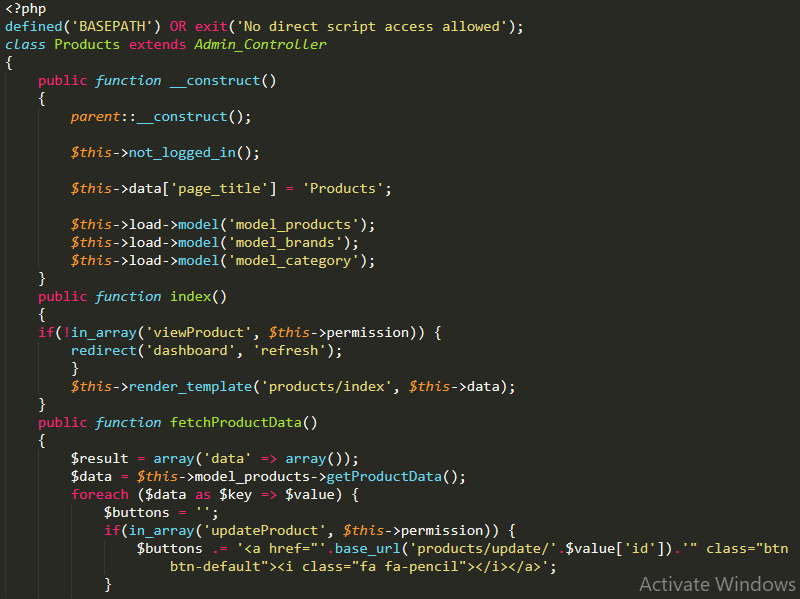 <?php
defined('BASEPATH') OR exit('No direct script access allowed');
class Products extends Admin_Controller
{
    public function __construct()
    {
        parent::__construct();

        $this->not_logged_in();

        $this->data['page_title'] = 'Products';

        $this->load->model('model_products');
        $this->load->model('model_brands');
        $this->load->model('model_category');
    }
    public function index()
    {
    if(!in_array('viewProduct', $this->permission)) {
        redirect('dashboard', 'refresh');
        }
        $this->render_template('products/index', $this->data);
    }
    public function fetchProductData()
    {
        $result = array('data' => array());
        $data = $this->model_products->getProductData();
        foreach ($data as $key => $value) {
            $buttons = '';
            if(in_array('updateProduct', $this->permission)) {
                $buttons .= '<a href="'.base_url('products/update/'.$value['id']).'" class="btn
                    btn-default"><i class="fa fa-pencil"></i></a>';
            }
Activate Windows